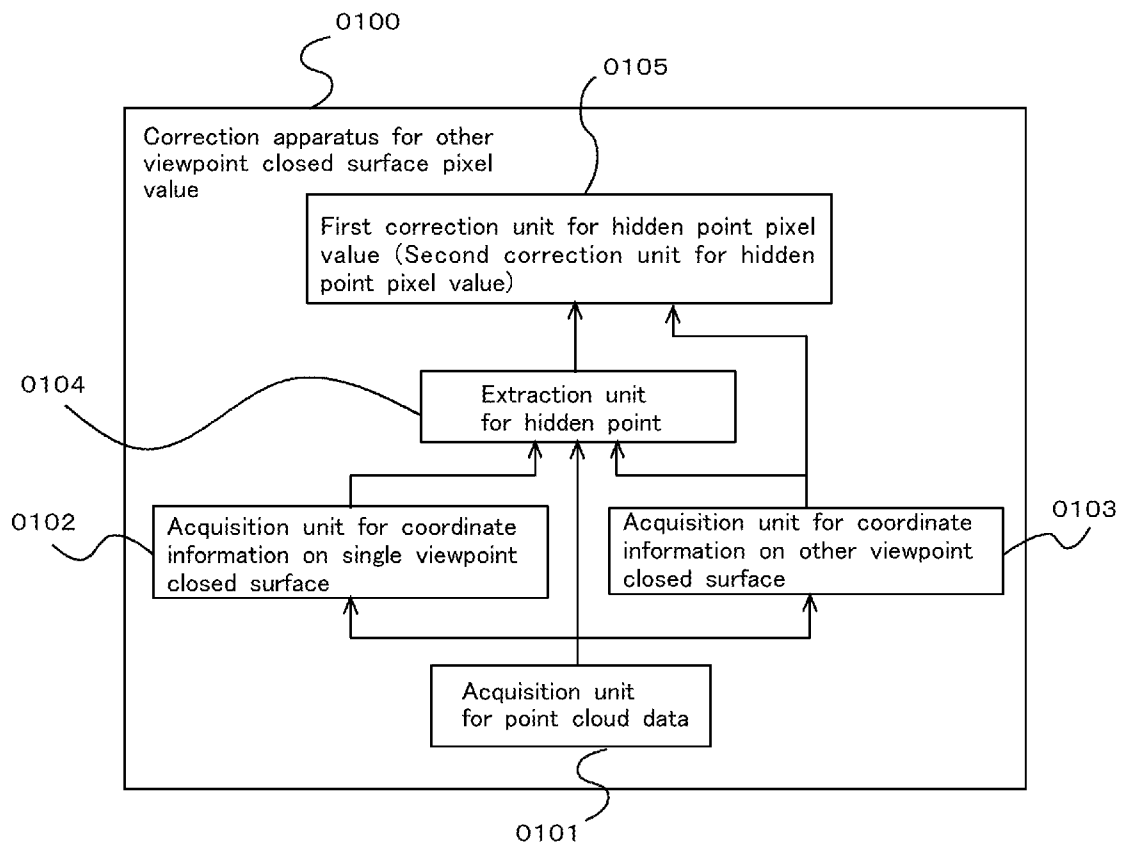 0100
0105
Correction apparatus for other
viewpoint closed surface pixel
value
First correction unit for hidden point pixel
value (Second correction unit for hidden
point pixel value)
0104
Extraction unit
for hidden point
0102
Acquisition unit for coordinate
information on single viewpoint
closed surface
Acquisition unit for coordinate
information on other viewpoint
closed surface
0103
Acquisition unit
for point cloud data
0101